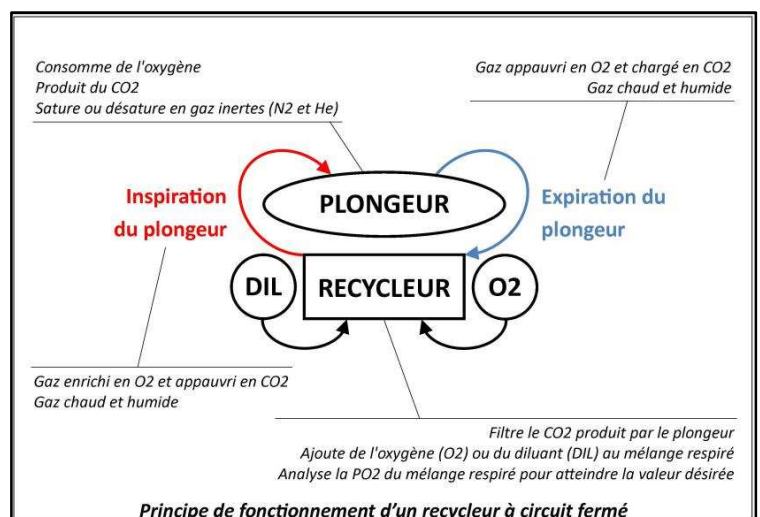 Consomme de l'oxygène
Produit du CO2
Sature ou désature en gaz inertes (N2 et He)
Gaz appauvri en O2 et chargé en CO2
Gaz chaud et humide
PLONGEUR
Inspiration
du plongeur
Expiration du
plongeur
DIL
RECYCLEUR
O2
Gaz enrichi en O2 et appauvri en CO2
Gaz chaud et humide
Filtre le CO2 produit par le plongeur
Ajoute de l'oxygène (O2) ou du diluant (DIL) au mélange respiré
Analyse la PO2 du mélange respiré pour atteindre la valeur désirée
Principe de fonctionnement d'un recycleur à circuit fermé